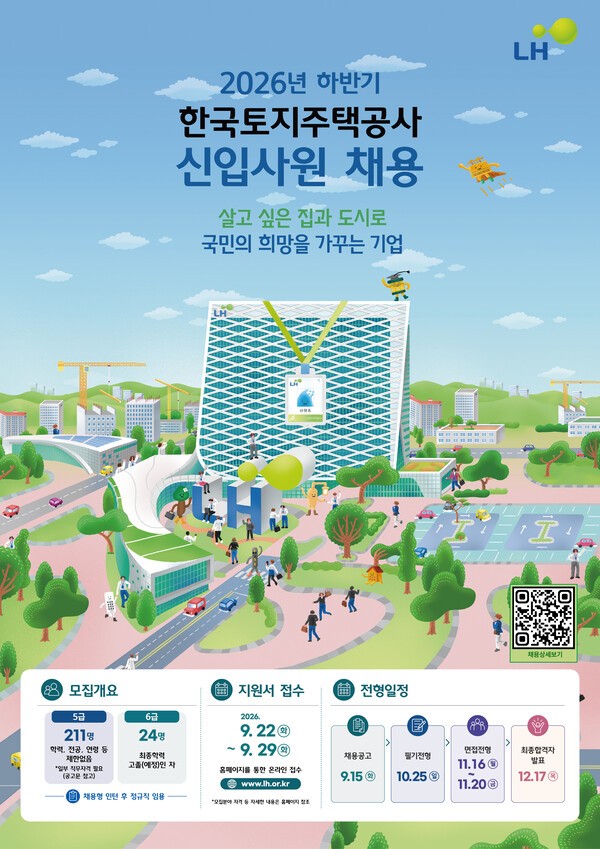 LH
2026년 하반기
한국토지주택공사
신입사원 채용
살고 싶은 집과 도시로
국민의 희망을 가꾸는 기업
LH
LH
사원증
LH
채용상세보기
모집개요
5급
211명
학력, 전공, 연령 등
제한없음
*일부 직무자격 필요
(공고문 참고)
6급
24명
최종학력
고졸(예정)인 자
채용형 인턴 후 정규직 임용
지원서 접수
2026.
9. 22 화
~ 9. 29 화
홈페이지를 통한 온라인 접수
www.lh.or.kr
*모집분야 자격 등 자세한 내용은 홈페이지 참조
전형일정
채용공고
9.15 화
필기전형
10.25 일
면접전형
11.16 월
~
11.20 금
최종합격자
발표
12.17 목